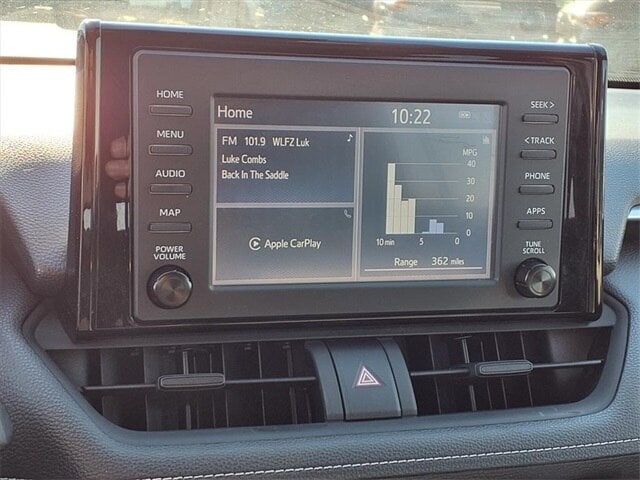 HOME
MENU
AUDIO
MAP
POWER
VOLUME
Home
10:22
FM 101.9 WLFZ Luk
Luke Combs
Back In The Saddle
Apple CarPlay
MPG
40
30
20
10
0
10 min 5 0
Range 362 miles
SEEK >
< TRACK
PHONE
APPS
TUNE
SCROLL